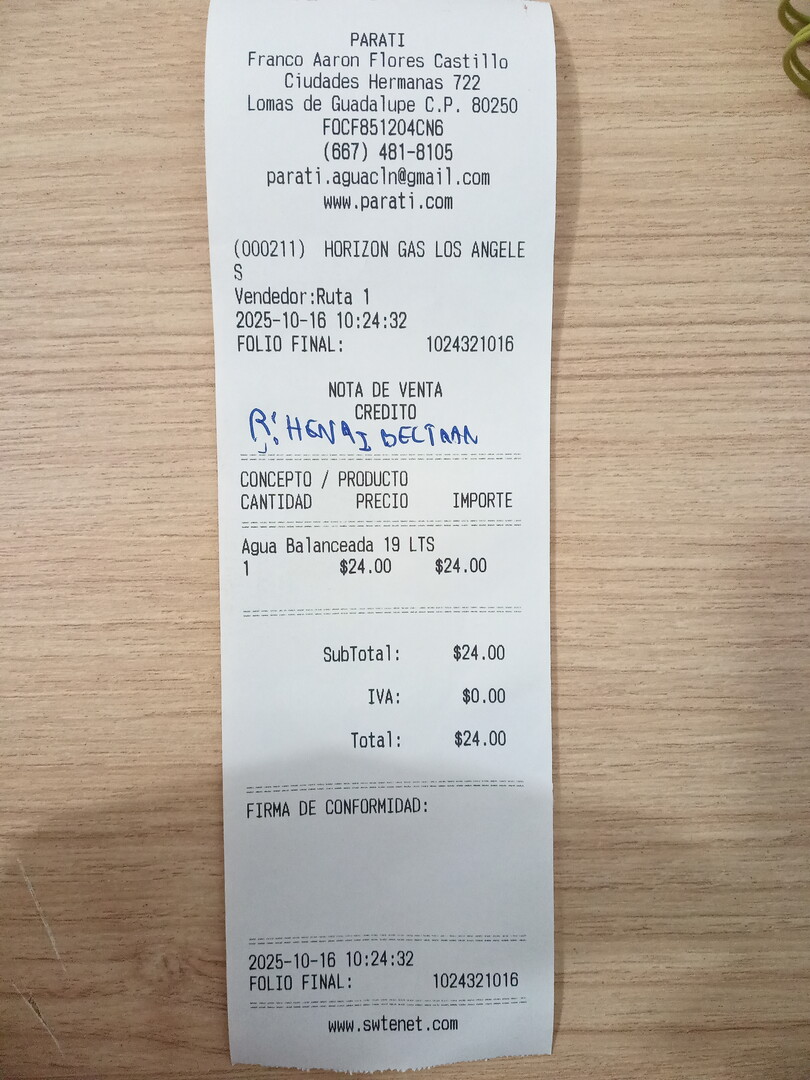 PARATI
Franco Aaron Flores Castillo
Ciudades Hermanas 722
Lomas de Guadalupe C.P. 80250
FOCF851204CN6
(667) 481-8105
parati.aguacln@gmail.com
www.parati.com
(000211) HORIZON GAS LOS ANGELE
S
Vendedor:Ruta 1
2025-10-16 10:24:32
FOLIO FINAL: 1024321016
NOTA DE VENTA
CREDITO
R: HENRI BELTRAN
CONCEPTO / PRODUCTO
CANTIDAD PRECIO IMPORTE
Agua Balanceada 19 LTS
1 $24.00 $24.00
SubTotal: $24.00
IVA: $0.00
Total: $24.00
FIRMA DE CONFORMIDAD:
2025-10-16 10:24:32
FOLIO FINAL: 1024321016
www.swtenet.com